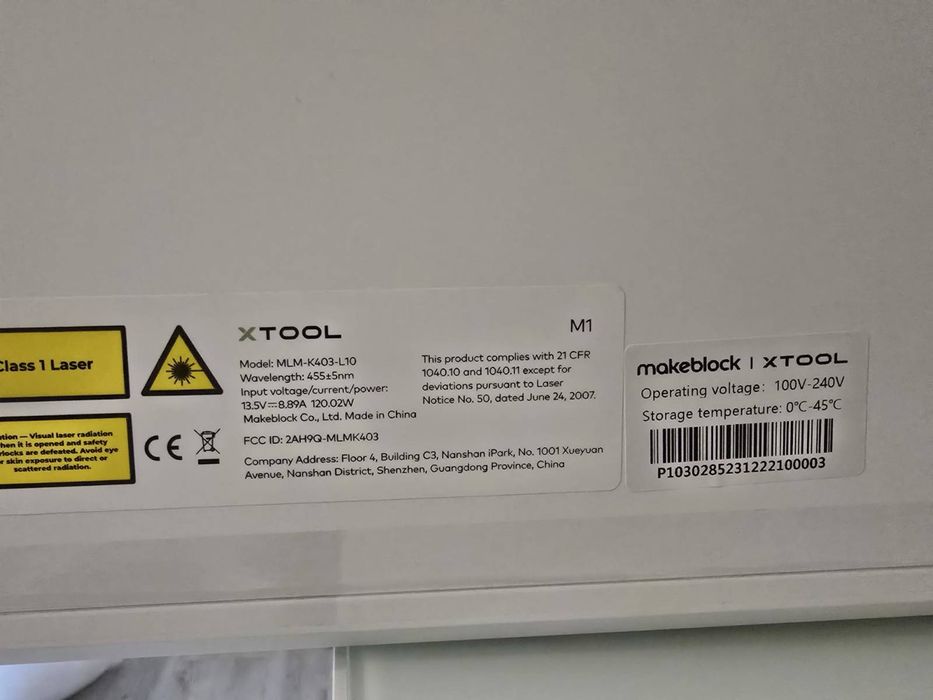 Class 1 Laser
Caution — Visual laser radiation
when it is opened and safety
interlocks are defeated. Avoid eye
or skin exposure to direct or
scattered radiation.
XTOOL
M1
Model: MLM-K403-L10
Wavelength: 455±5nm
Input voltage/current/power:
13.5V⎓8.89A 120.02W
Makeblock Co., Ltd. Made in China
This product complies with 21 CFR
1040.10 and 1040.11 except for
deviations pursuant to Laser
Notice No. 50, dated June 24, 2007.
CE
FCC ID: 2AH9Q-MLMK403
Company Address: Floor 4, Building C3, Nanshan iPark, No. 1001 Xueyuan
Avenue, Nanshan District, Shenzhen, Guangdong Province, China
makeblock | XTOOL
Operating voltage: 100V-240V
Storage temperature: 0℃-45℃
P1030285231222100003